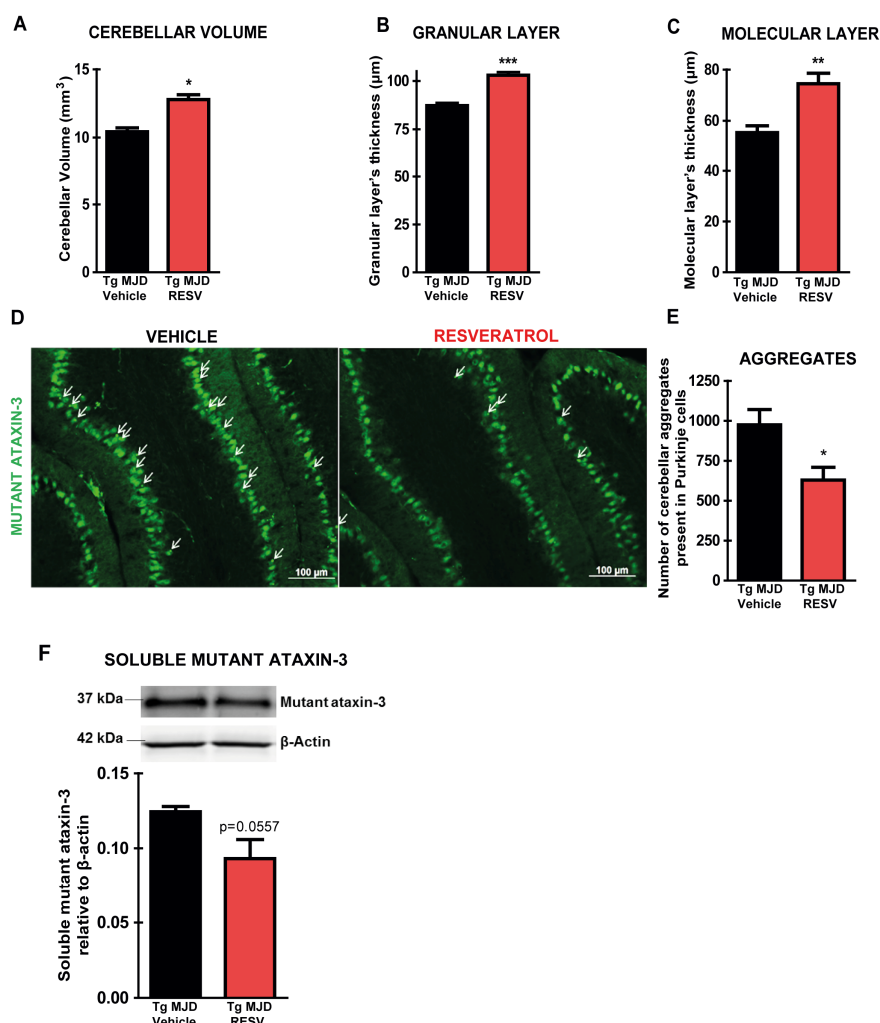 A
CEREBELLAR VOLUME
Cerebellar Volume (mm³)
15
10
5
0
*
Tg MJD
Vehicle
Tg MJD
RESV
B
GRANULAR LAYER
Granular layer's thickness (µm)
100
75
50
25
0
***
Tg MJD
Vehicle
Tg MJD
RESV
C
MOLECULAR LAYER
Molecular layer's thickness (µm)
80
60
40
20
0
**
Tg MJD
Vehicle
Tg MJD
RESV
D
VEHICLE
RESVERATROL
MUTANT ATAXIN-3
100 µm
100 µm
E
AGGREGATES
Number of cerebellar aggregates
present in Purkinje cells
1250
1000
750
500
250
0
*
Tg MJD
Vehicle
Tg MJD
RESV
F
SOLUBLE MUTANT ATAXIN-3
37 kDa
Mutant ataxin-3
42 kDa
β-Actin
Soluble mutant ataxin-3
relative to β-actin
0.15
0.10
0.05
0.00
p=0.0557
Tg MJD
Vehicle
Tg MJD
RESV